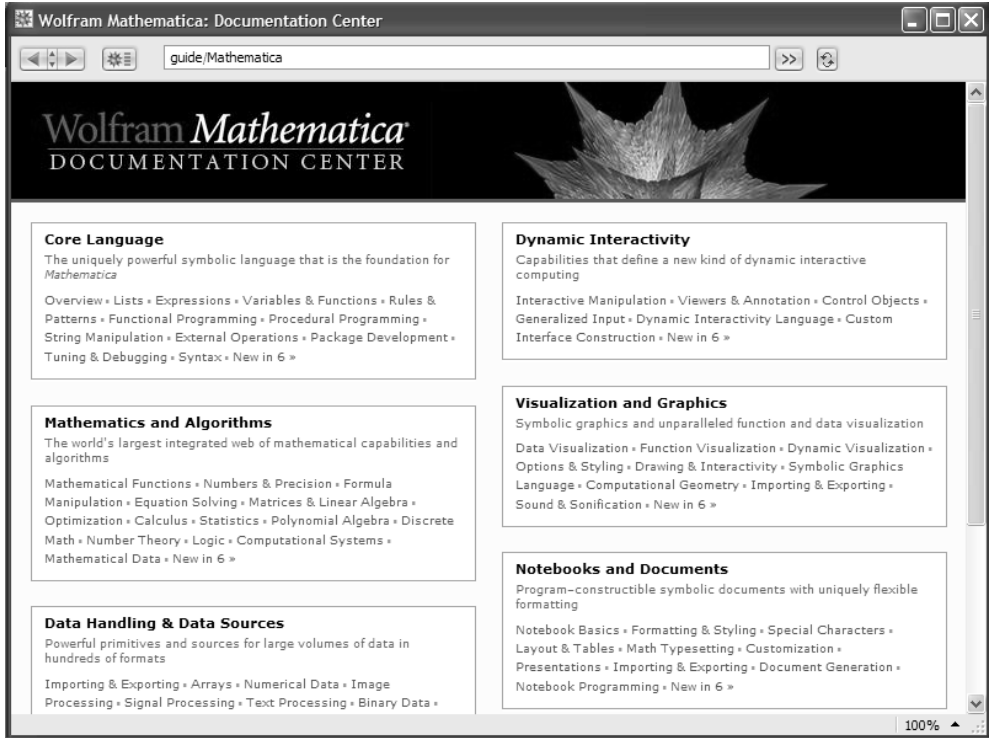 Wolfram Mathematica: Documentation Center
guide/Mathematica
>>
Wolfram Mathematica®
DOCUMENTATION CENTER
Core Language
The uniquely powerful symbolic language that is the foundation for
Mathematica
Overview ▪ Lists ▪ Expressions ▪ Variables & Functions ▪ Rules &
Patterns ▪ Functional Programming ▪ Procedural Programming ▪
String Manipulation ▪ External Operations ▪ Package Development ▪
Tuning & Debugging ▪ Syntax ▪ New in 6 »
Mathematics and Algorithms
The world's largest integrated web of mathematical capabilities and
algorithms
Mathematical Functions ▪ Numbers & Precision ▪ Formula
Manipulation ▪ Equation Solving ▪ Matrices & Linear Algebra ▪
Optimization ▪ Calculus ▪ Statistics ▪ Polynomial Algebra ▪ Discrete
Math ▪ Number Theory ▪ Logic ▪ Computational Systems ▪
Mathematical Data ▪ New in 6 »
Data Handling & Data Sources
Powerful primitives and sources for large volumes of data in
hundreds of formats
Importing & Exporting ▪ Arrays ▪ Numerical Data ▪ Image
Processing ▪ Signal Processing ▪ Text Processing ▪ Binary Data ▪
Dynamic Interactivity
Capabilities that define a new kind of dynamic interactive
computing
Interactive Manipulation ▪ Viewers & Annotation ▪ Control Objects ▪
Generalized Input ▪ Dynamic Interactivity Language ▪ Custom
Interface Construction ▪ New in 6 »
Visualization and Graphics
Symbolic graphics and unparalleled function and data visualization
Data Visualization ▪ Function Visualization ▪ Dynamic Visualization ▪
Options & Styling ▪ Drawing & Interactivity ▪ Symbolic Graphics
Language ▪ Computational Geometry ▪ Importing & Exporting ▪
Sound & Sonification ▪ New in 6 »
Notebooks and Documents
Program–constructible symbolic documents with uniquely flexible
formatting
Notebook Basics ▪ Formatting & Styling ▪ Special Characters ▪
Layout & Tables ▪ Math Typesetting ▪ Customization ▪
Presentations ▪ Importing & Exporting ▪ Document Generation ▪
Notebook Programming ▪ New in 6 »
100%